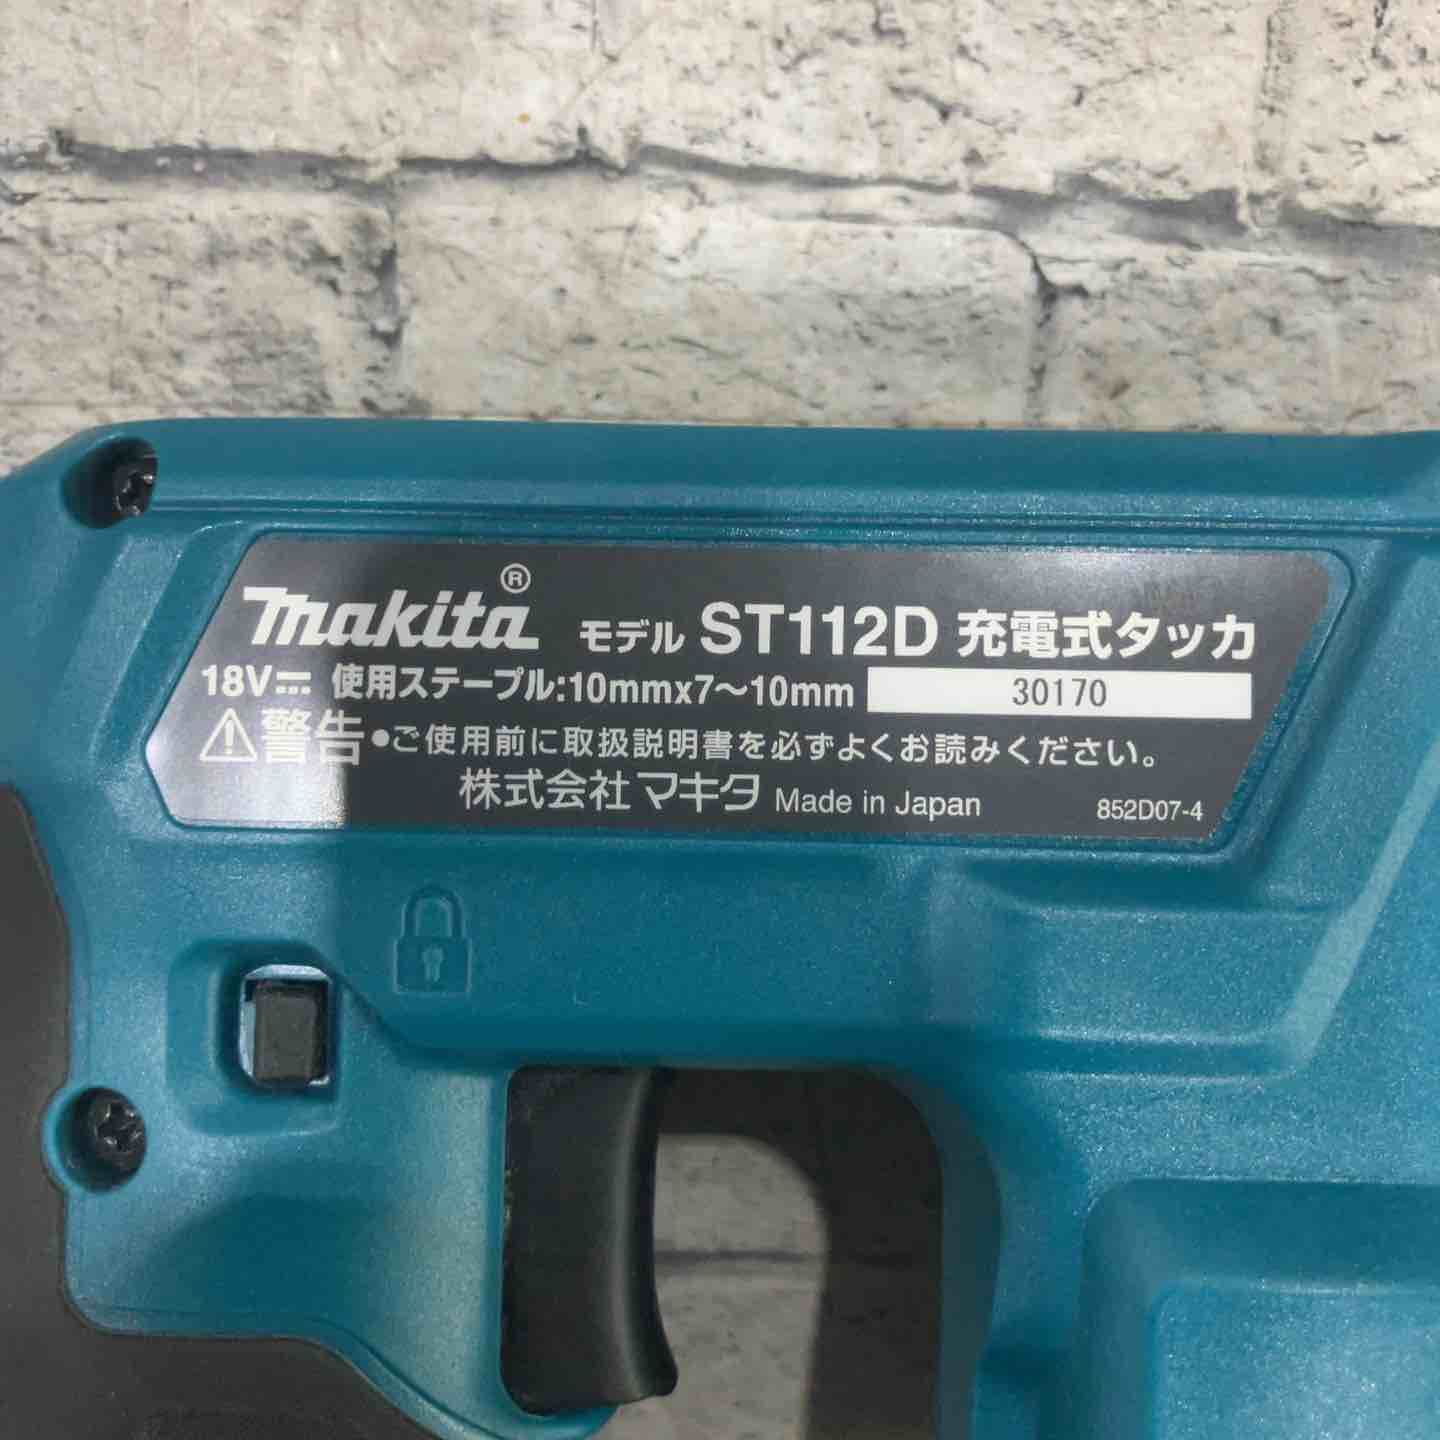 makita® モデル ST112D 充電式タッカ
18V 使用ステープル:10mmx7～10mm 30170
警告 ●ご使用前に取扱説明書を必ずよくお読みください。
株式会社マキタ Made in Japan 852D07-4